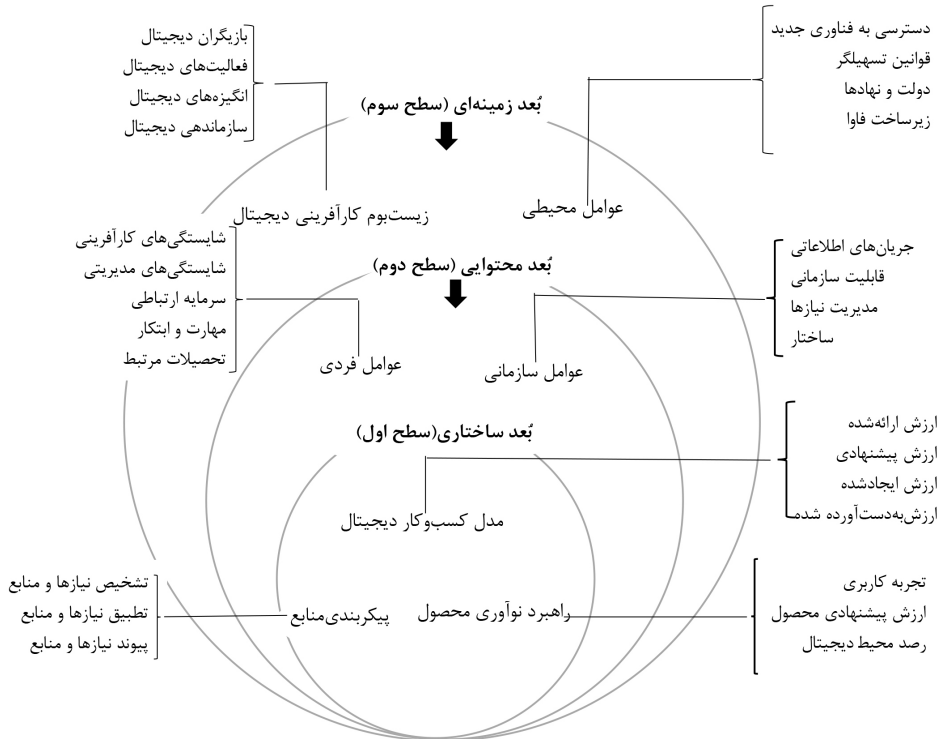 دسترسی به فناوری جدید
قوانین تسهیلگر
دولت و نهادها
زیرساخت فاوا
بازیگران دیجیتال
فعالیت‌های دیجیتال
انگیزه‌های دیجیتال
سازماندهی دیجیتال
بُعد زمینه‌ای (سطح سوم)
عوامل محیطی
زیست‌بوم کارآفرینی دیجیتال
جریان‌های اطلاعاتی
قابلیت سازمانی
مدیریت نیازها
ساختار
شایستگی‌های کارآفرینی
شایستگی‌های مدیریتی
سرمایه ارتباطی
مهارت و ابتکار
تحصیلات مرتبط
بُعد محتوایی (سطح دوم)
عوامل سازمانی
عوامل فردی
بُعد ساختاری(سطح اول)
ارزش ارائه‌شده
ارزش پیشنهادی
ارزش ایجادشده
ارزش‌به‌دست‌آورده شده
مدل کسب‌وکار دیجیتال
تجربه کاربری
ارزش پیشنهادی محصول
رصد محیط دیجیتال
راهبرد نوآوری محصول
پیکربندی‌منابع
تشخیص نیازها و منابع
تطبیق نیازها و منابع
پیوند نیازها و منابع